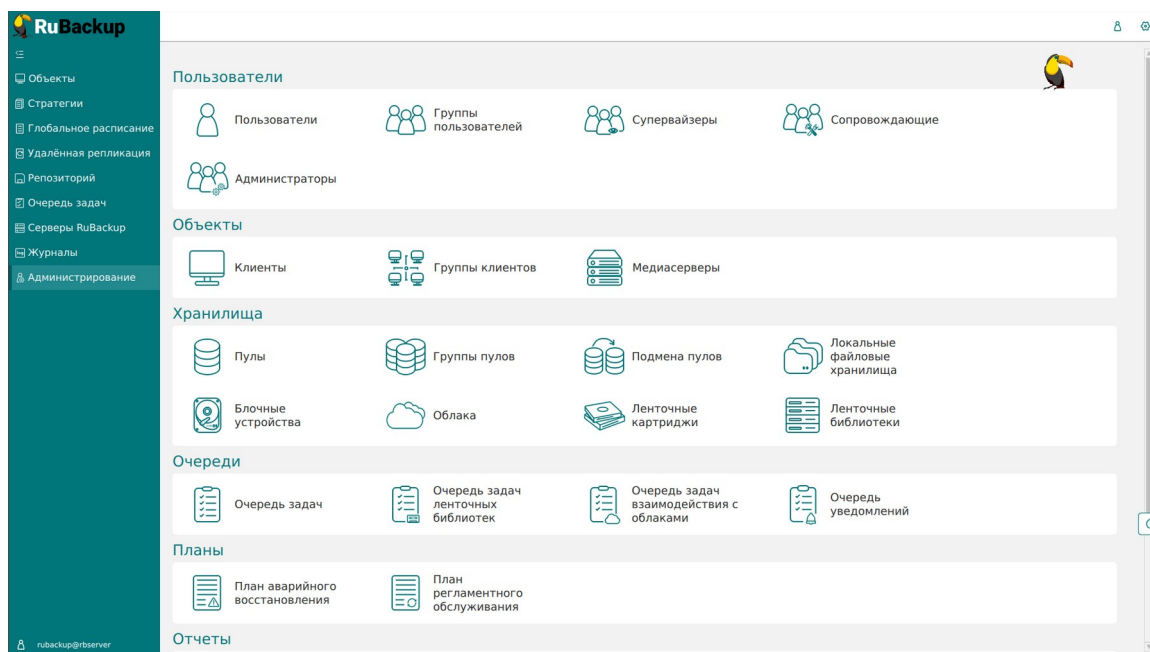 RuBackup
Объекты
Стратегии
Глобальное расписание
Удалённая репликация
Репозиторий
Очередь задач
Серверы RuBackup
Журналы
Администрирование
rubackup@rbserver
Пользователи
Пользователи
Группы
пользователей
Супервайзеры
Сопровождающие
Администраторы
Объекты
Клиенты
Группы клиентов
Медиасерверы
Хранилища
Пулы
Группы пулов
Подмена пулов
Локальные
файловые
хранилища
Блочные
устройства
Облака
Ленточные
картриджи
Ленточные
библиотеки
Очереди
Очередь задач
Очередь задач
ленточных
библиотек
Очередь задач
взаимодействия с
облаками
Очередь
уведомлений
Планы
План аварийного
восстановления
План
регламентного
обслуживания
Отчеты